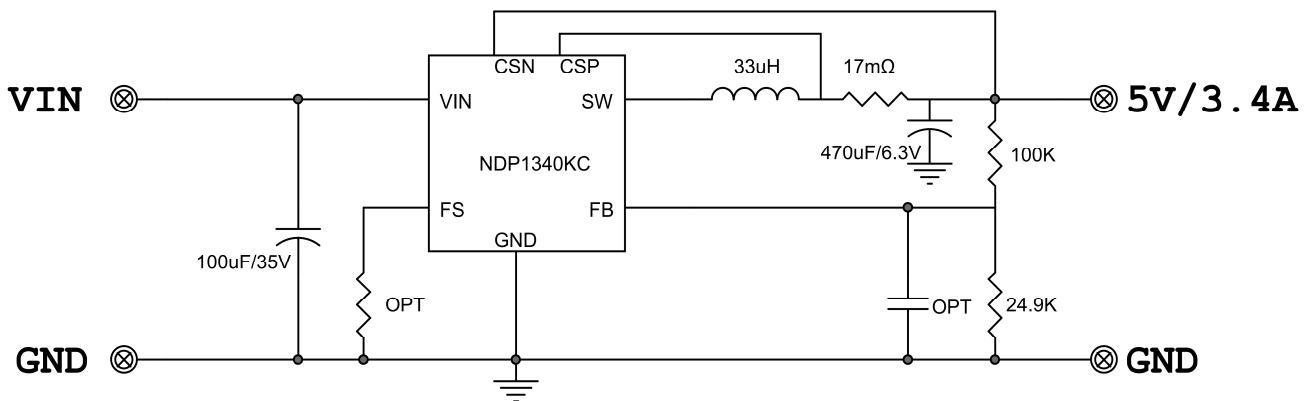 CSN CSP
33uH
17mΩ
VIN
VIN
SW
5V/3.4A
470uF/6.3V
100K
NDP1340KC
FS
FB
GND
100uF/35V
OPT
OPT
24.9K
GND
GND